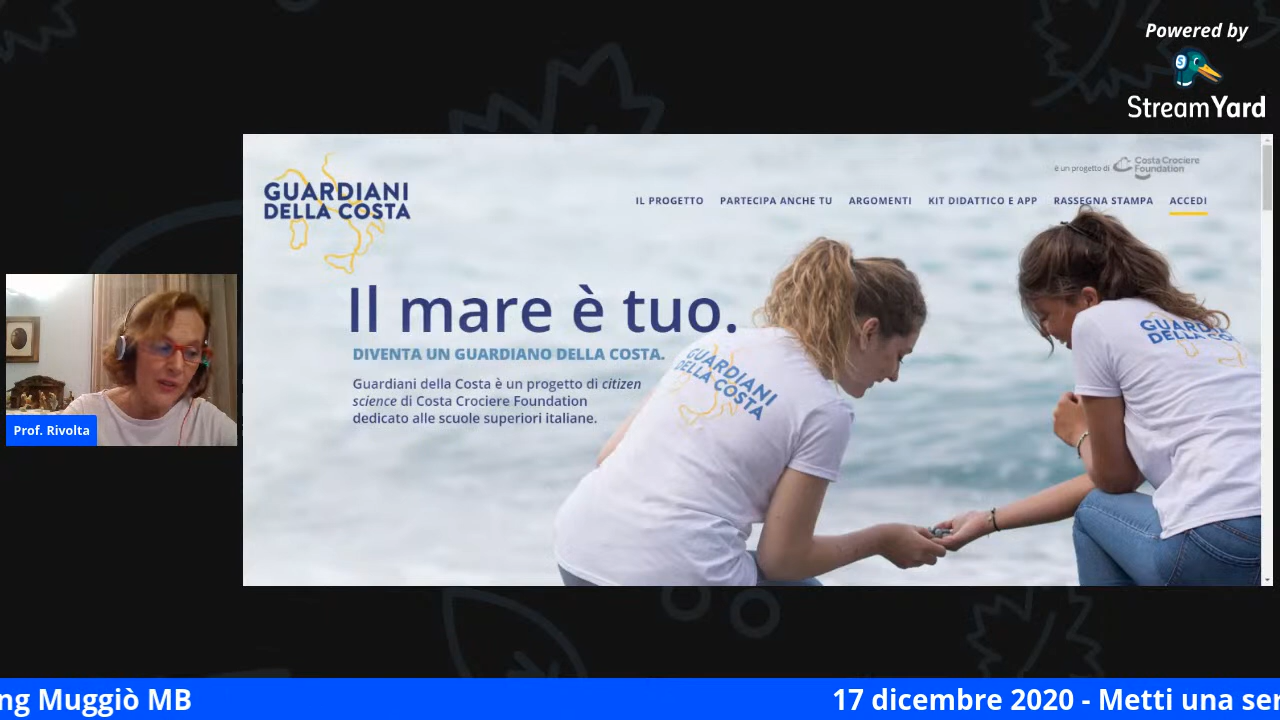 Powered by
StreamYard
è un progetto di Costa Crociere
Foundation
GUARDIANI
DELLA COSTA
IL PROGETTO PARTECIPA ANCHE TU ARGOMENTI KIT DIDATTICO E APP RASSEGNA STAMPA ACCEDI
Il mare è tuo.
DIVENTA UN GUARDIANO DELLA COSTA.
Guardiani della Costa è un progetto di citizen
science di Costa Crociere Foundation
dedicato alle scuole superiori italiane.
GUARDIANI
DELLA COSTA
GUARDIANI
DELLA COS
Prof. Rivolta
ng Muggiò MB 17 dicembre 2020 - Metti una ser